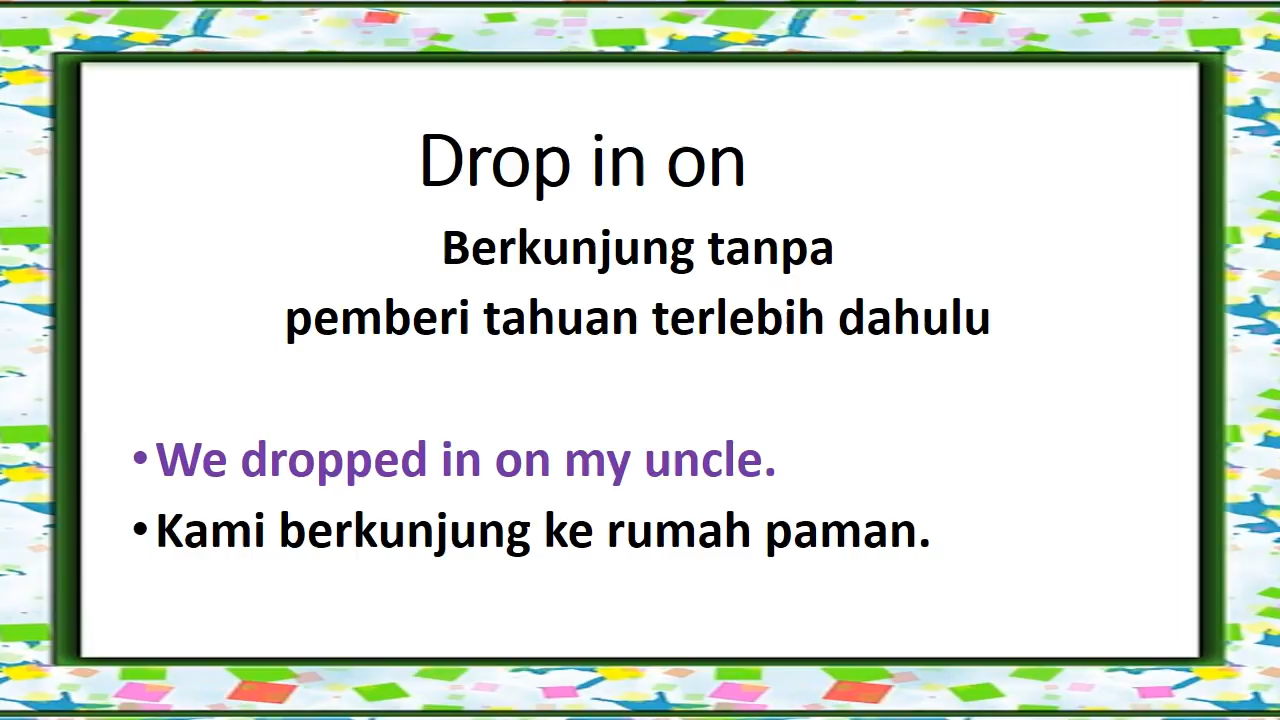 Drop in on
Berkunjung tanpa
pemberi tahuan terlebih dahulu
•We dropped in on my uncle.
•Kami berkunjung ke rumah paman.